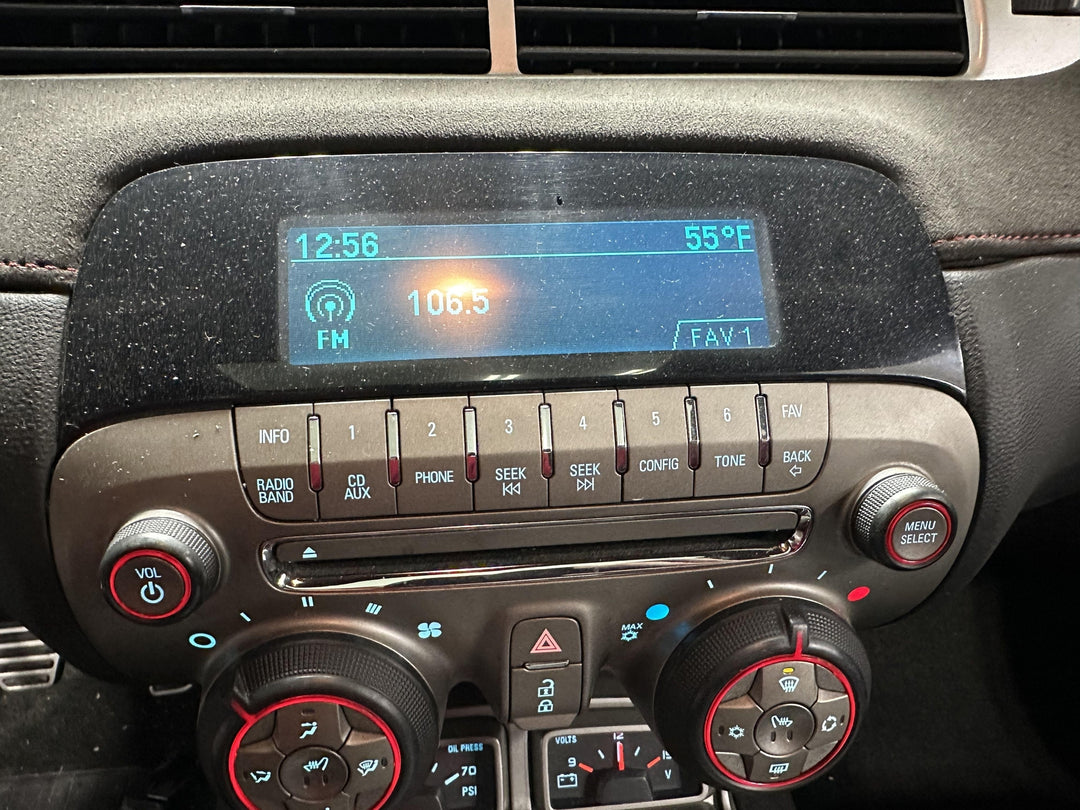 12:56 55°F
106.5
FM FAV 1
INFO 1 2 3 4 5 6 FAV
RADIO BAND CD AUX PHONE SEEK SEEK CONFIG TONE BACK
MENU
SELECT
VOL
MAX
OIL PRESS
70
PSI
VOLTS
9 12 15
V